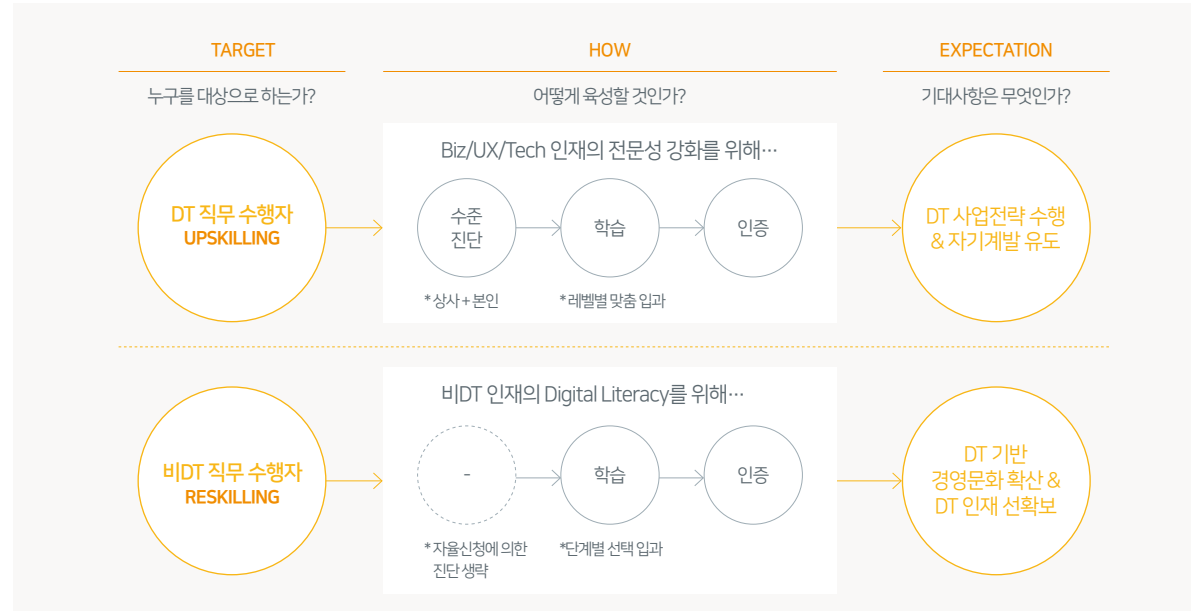 TARGET
HOW
EXPECTATION
누구를 대상으로 하는가?
어떻게 육성할 것인가?
기대사항은 무엇인가?
DT 직무 수행자
UPSKILLING
Biz/UX/Tech 인재의 전문성 강화를 위해…
수준
진단
학습
인증
* 상사 + 본인
* 레벨별 맞춤 입과
DT 사업전략 수행
& 자기계발 유도
비DT 직무 수행자
RESKILLING
비DT 인재의 Digital Literacy를 위해…
-
학습
인증
* 자율신청에 의한
진단 생략
*단계별 선택 입과
DT 기반
경영문화 확산 &
DT 인재 선확보